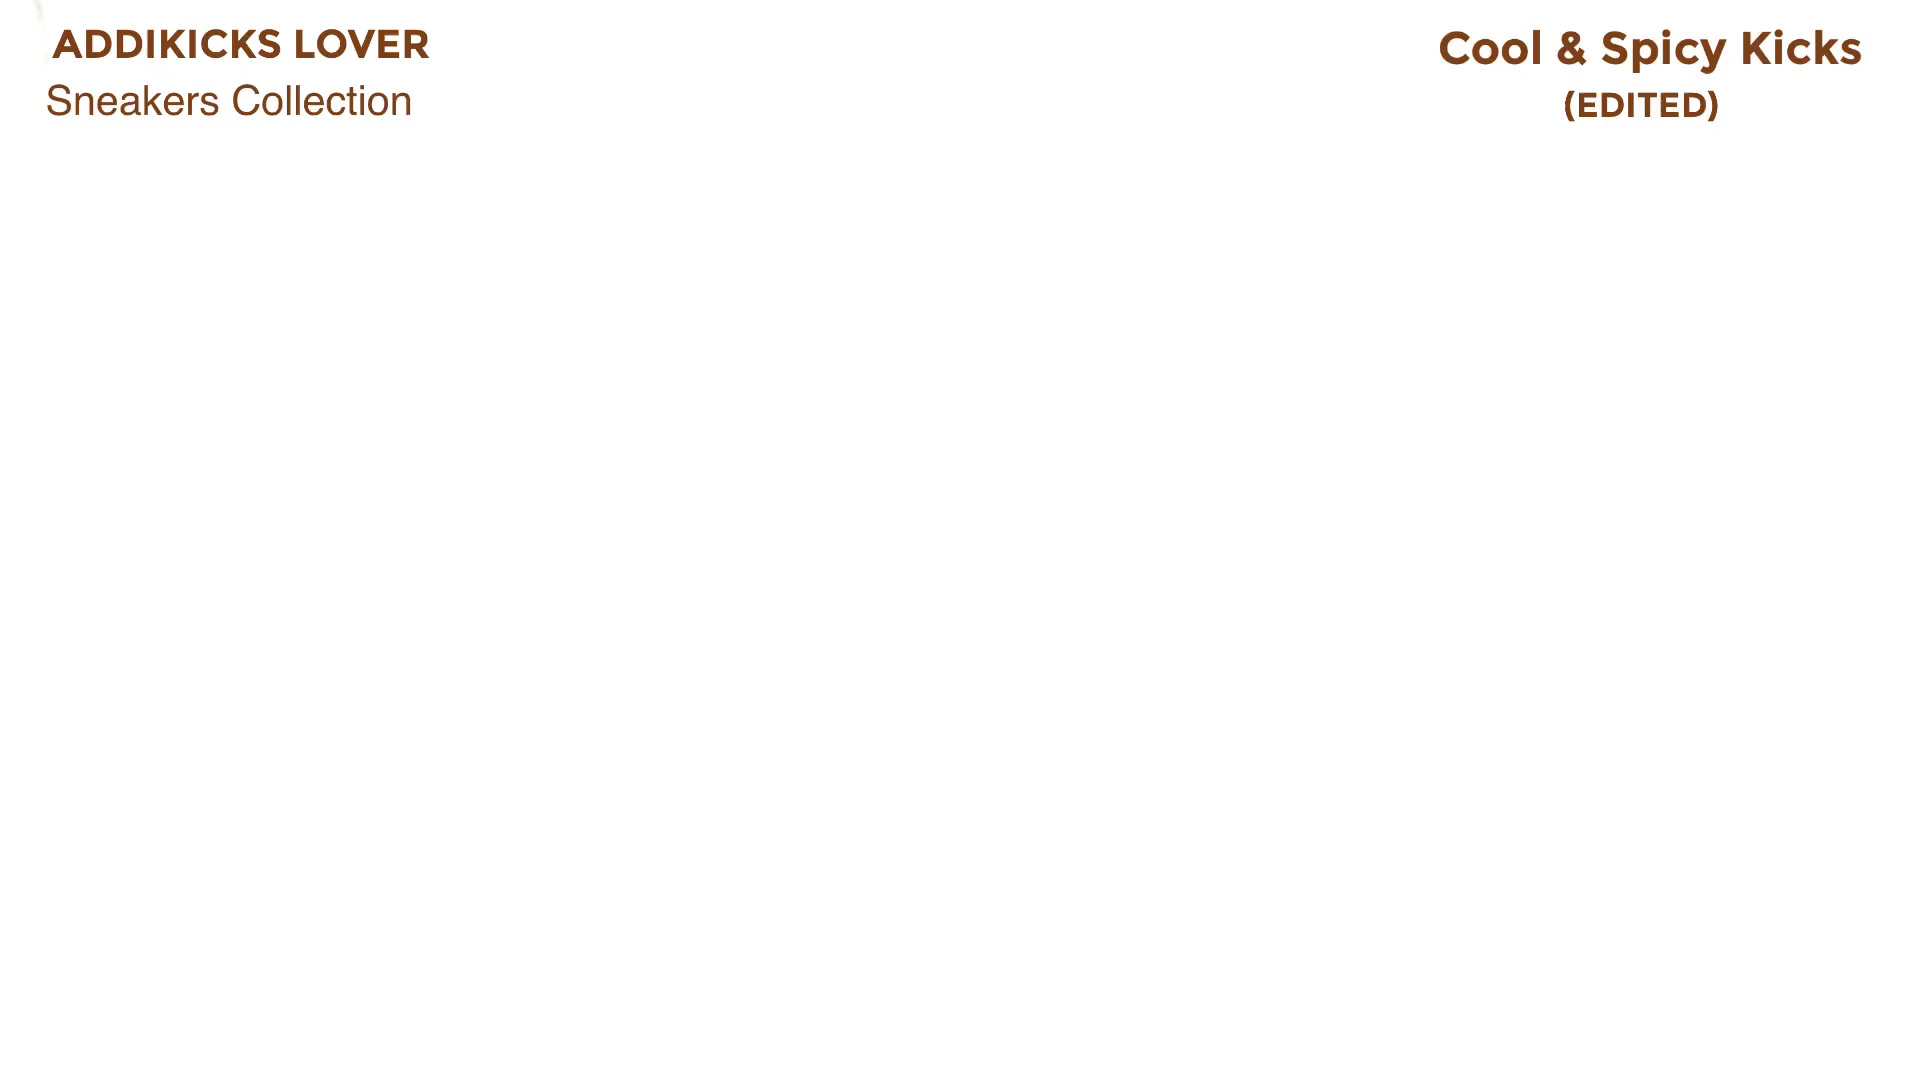 ADDIKICKS LOVER
Sneakers Collection
Cool & Spicy Kicks
(EDITED)